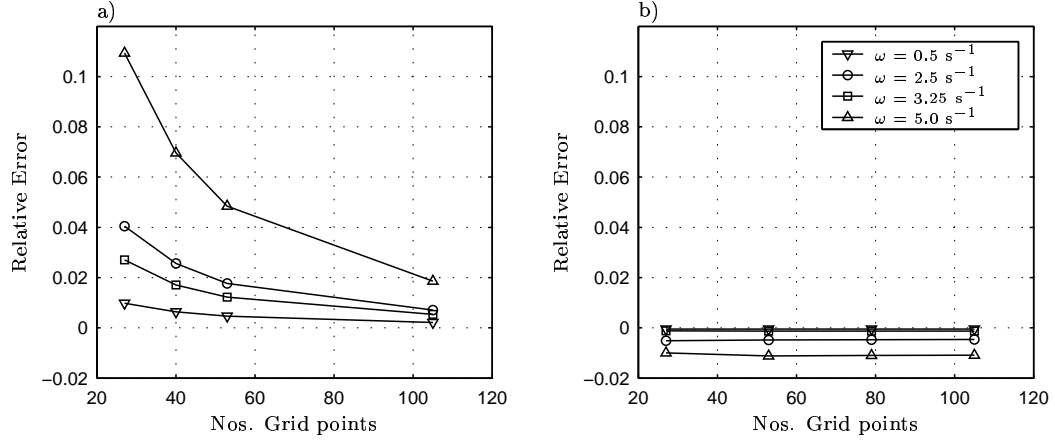 a)
0.1
0.08
0.06
0.04
0.02
0
−0.02
20 40 60 80 100 120
Relative Error
Nos. Grid points
b)
ω = 0.5 s−1
ω = 2.5 s−1
ω = 3.25 s−1
ω = 5.0 s−1
0.1
0.08
0.06
0.04
0.02
0
−0.02
20 40 60 80 100 120
Relative Error
Nos. Grid points